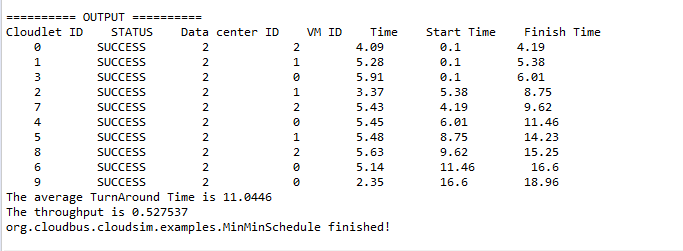 ========== OUTPUT ==========
Cloudlet ID STATUS Data center ID VM ID Time Start Time Finish Time
0 SUCCESS 2 2 4.09 0.1 4.19
1 SUCCESS 2 1 5.28 0.1 5.38
3 SUCCESS 2 0 5.91 0.1 6.01
2 SUCCESS 2 1 3.37 5.38 8.75
7 SUCCESS 2 2 5.43 4.19 9.62
4 SUCCESS 2 0 5.45 6.01 11.46
5 SUCCESS 2 1 5.48 8.75 14.23
8 SUCCESS 2 2 5.63 9.62 15.25
6 SUCCESS 2 0 5.14 11.46 16.6
9 SUCCESS 2 0 2.35 16.6 18.96
The average TurnAround Time is 11.0446
The throughput is 0.527537
org.cloudbus.cloudsim.examples.MinMinSchedule finished!